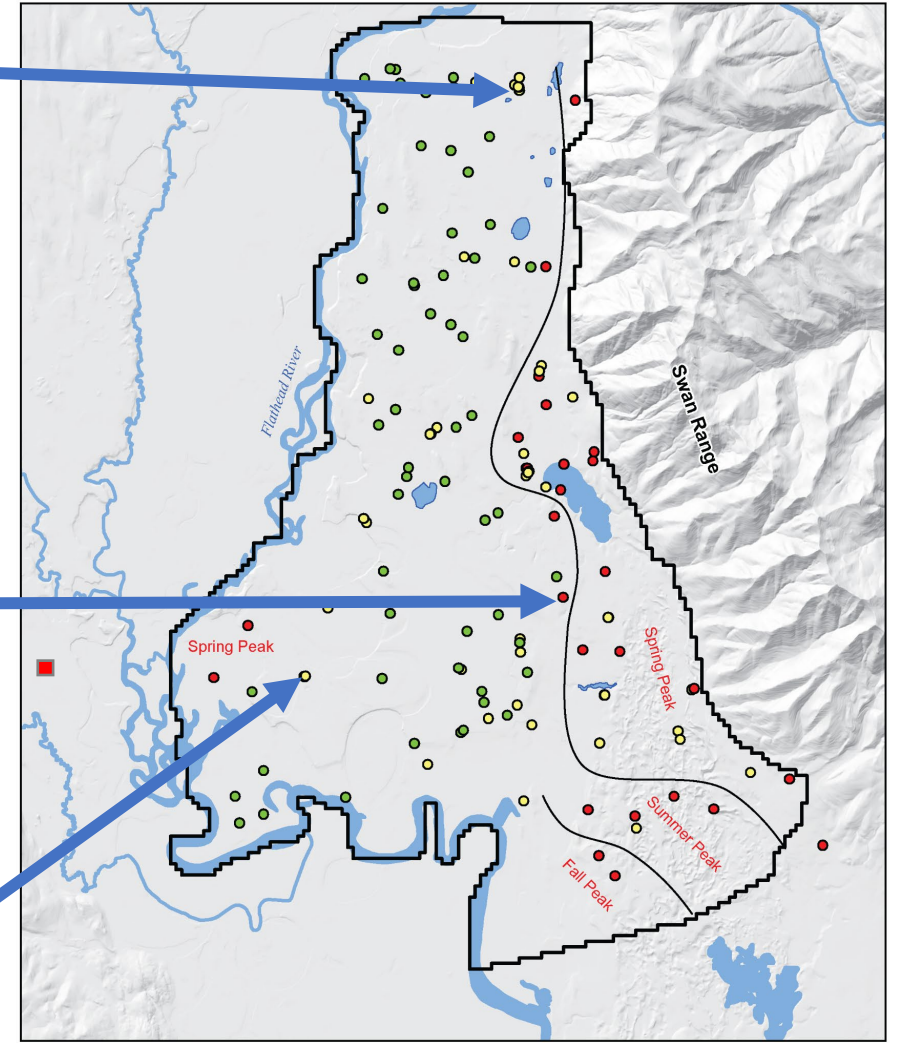 Flathead River
Swan Range
Spring Peak
Spring Peak
Summer Peak
Fall Peak